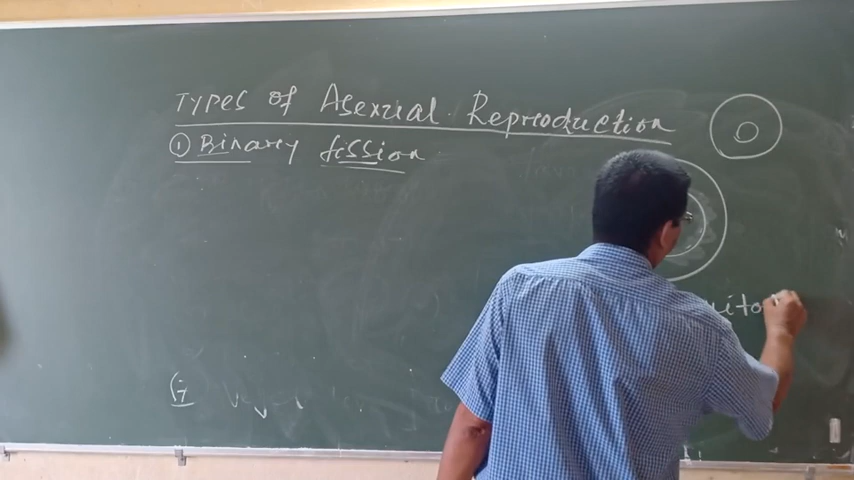 Types of Asexual Reproduction
① Binary fission
(i)